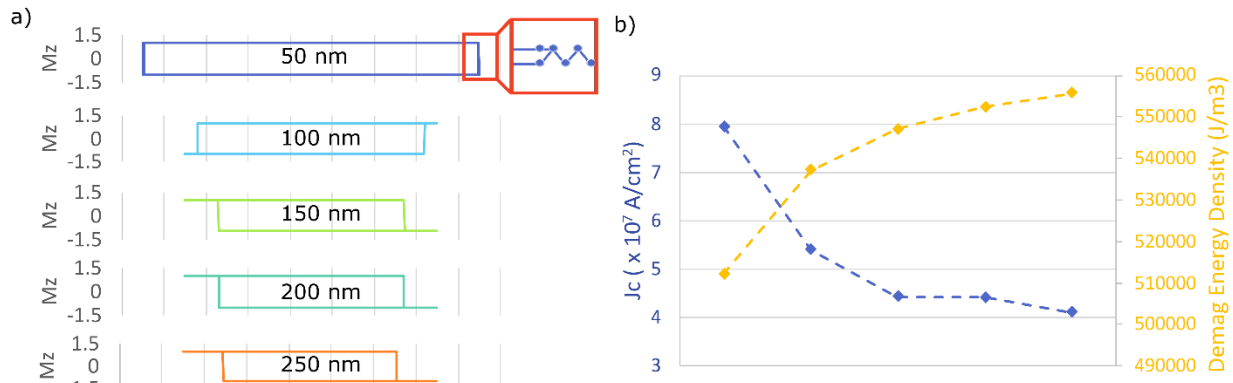 a)
Mz
1.5
0
-1.5
50 nm
Mz
1.5
0
-1.5
100 nm
Mz
1.5
0
-1.5
150 nm
Mz
1.5
0
-1.5
200 nm
Mz
1.5
0
250 nm
b)
Jc ( x 10⁷ A/cm²)
9
8
7
6
5
4
3
560000
550000
540000
530000
520000
510000
500000
490000
Demag Energy Density (J/m3)